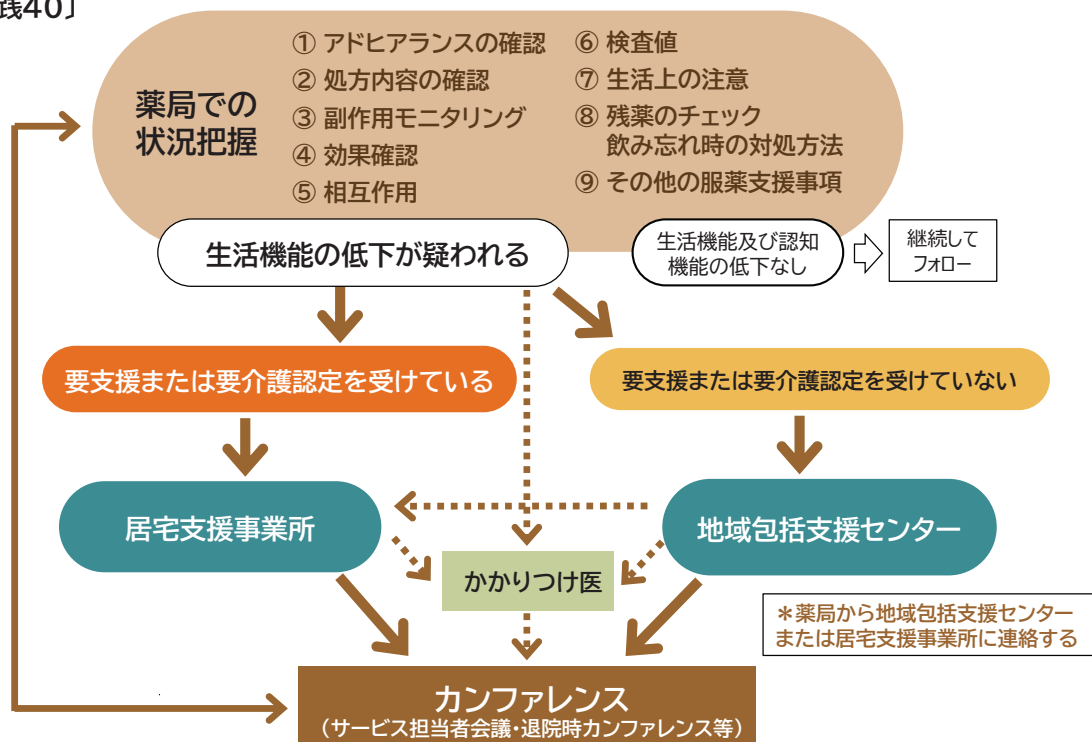 践40〕
薬局での
状況把握
① アドヒアランスの確認
② 処方内容の確認
③ 副作用モニタリング
④ 効果確認
⑤ 相互作用
⑥ 検査値
⑦ 生活上の注意
⑧ 残薬のチェック
飲み忘れ時の対処方法
⑨ その他の服薬支援事項
生活機能の低下が疑われる
生活機能及び認知
機能の低下なし
継続して
フォロー
要支援または要介護認定を受けている
要支援または要介護認定を受けていない
居宅支援事業所
地域包括支援センター
かかりつけ医
＊薬局から地域包括支援センター
または居宅支援事業所に連絡する
カンファレンス
（サービス担当者会議・退院時カンファレンス等）